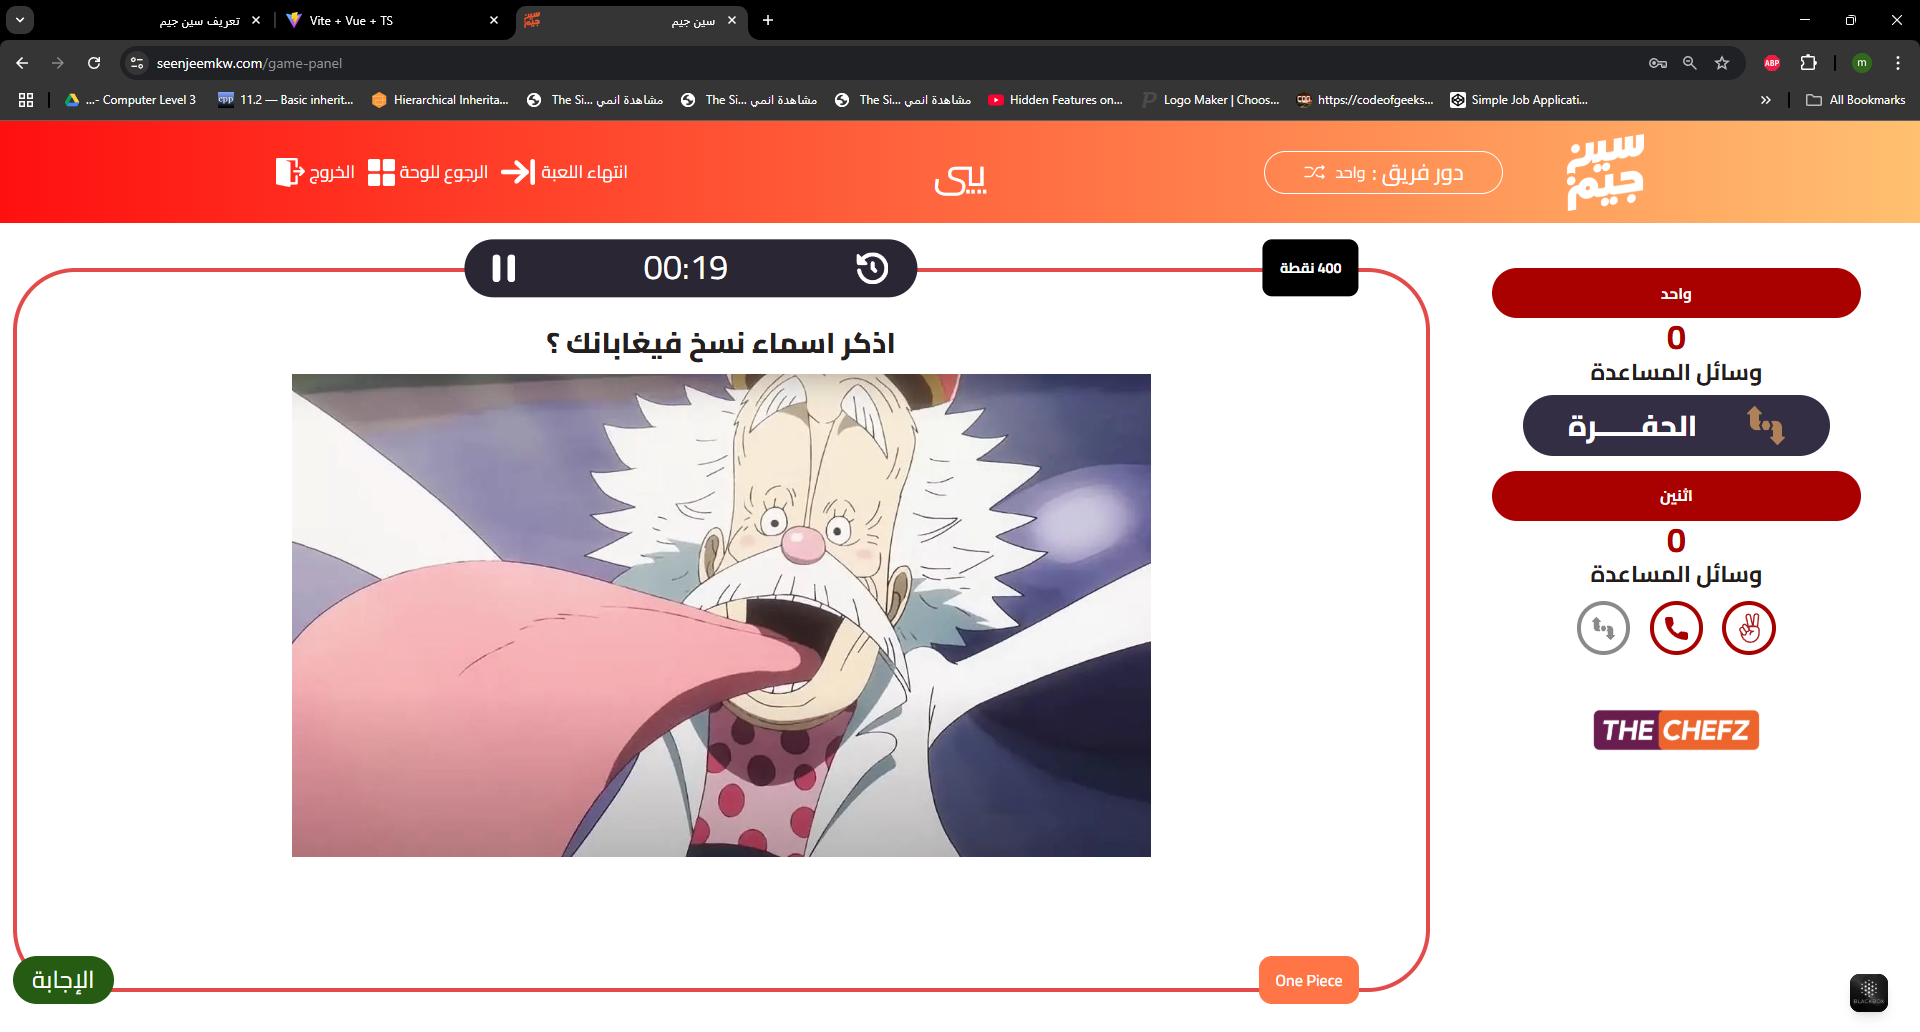 تعريف سين جيم
Vite + Vue + TS
سين جيم
seenjeemkw.com/game-panel
...- Computer Level 3
11.2 — Basic inherit...
Hierarchical Inherita...
The Si... مشاهدة انمي
The Si... مشاهدة انمي
The Si... مشاهدة انمي
Hidden Features on...
Logo Maker | Choos...
https://codeofgeeks...
Simple Job Applicati...
All Bookmarks
ABP
m
سين
جيم
دور فريق : واحد
انتهاء اللعبة
الرجوع للوحة
الخروج
00:19
400 نقطة
اذكر اسماء نسخ فيغابانك ؟
واحد
0
وسائل المساعدة
الحفـــــرة
اثنين
0
وسائل المساعدة
THE CHEFZ
الإجابة
One Piece
BLACKBOX